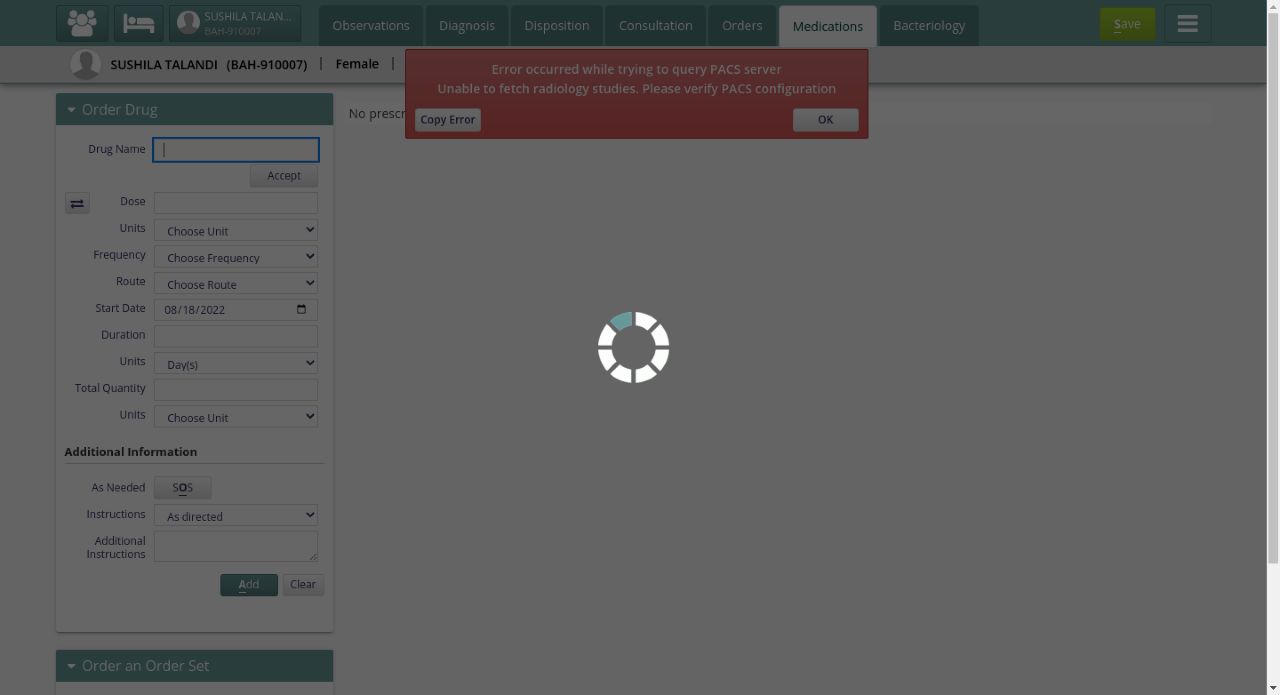 SUSHILA TALAN...
BAH-910007
Observations
Diagnosis
Disposition
Consultation
Orders
Medications
Bacteriology
Save
SUSHILA TALANDI (BAH-910007) | Female |
Error occurred while trying to query PACS server
Unable to fetch radiology studies. Please verify PACS configuration
Copy Error
OK
Order Drug
No prescr
Drug Name
Accept
Dose
Units
Choose Unit
Frequency
Choose Frequency
Route
Choose Route
Start Date
08/18/2022
Duration
Units
Day(s)
Total Quantity
Units
Choose Unit
Additional Information
As Needed
SOS
Instructions
As directed
Additional
Instructions
Add
Clear
Order an Order Set